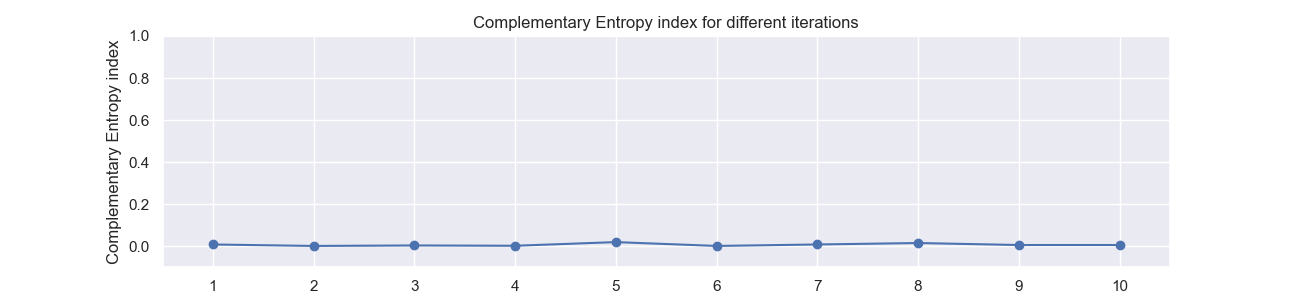 Complementary Entropy index for different iterations
Complementary Entropy index
1.0
0.8
0.6
0.4
0.2
0.0
1 2 3 4 5 6 7 8 9 10